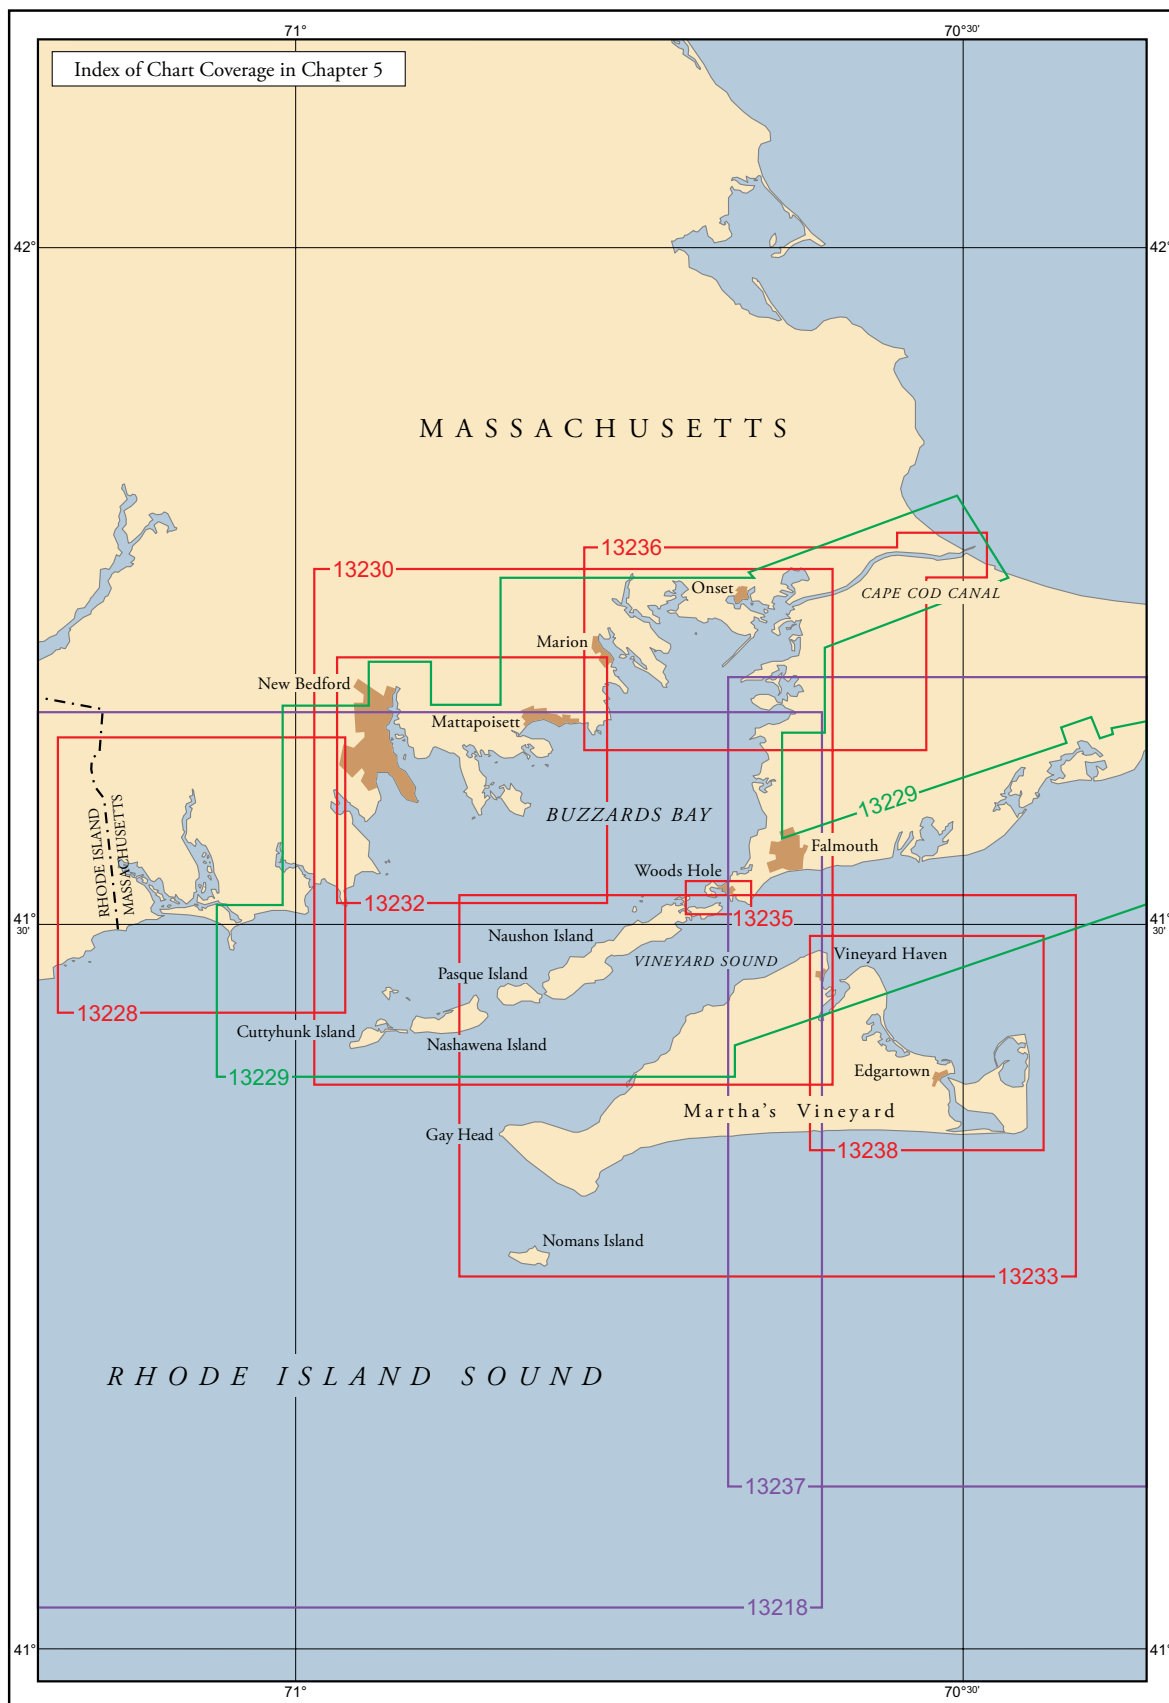 71°
70°30'
Index of Chart Coverage in Chapter 5
42°
42°
MASSACHUSETTS
13236
13230
Onset
CAPE COD CANAL
Marion
New Bedford
Mattapoisett
13229
BUZZARDS BAY
RHODE ISLAND
MASSACHUSETTS
Falmouth
Woods Hole
13232
13235
41°
30'
41°
30'
Naushon Island
VINEYARD SOUND
Vineyard Haven
Pasque Island
13228
Cuttyhunk Island
Nashawena Island
13229
Edgartown
Martha's Vineyard
Gay Head
13238
Nomans Island
13233
RHODE ISLAND SOUND
13237
13218
41°
41°
71°
70°30'